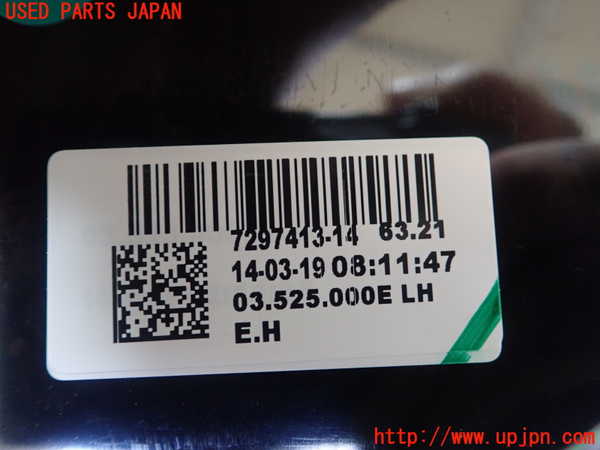 USED PARTS JAPAN
7297413-14 63.21
14-03-19 08:11:47
03.525.000E LH
E.H
http://www.upjpn.com/